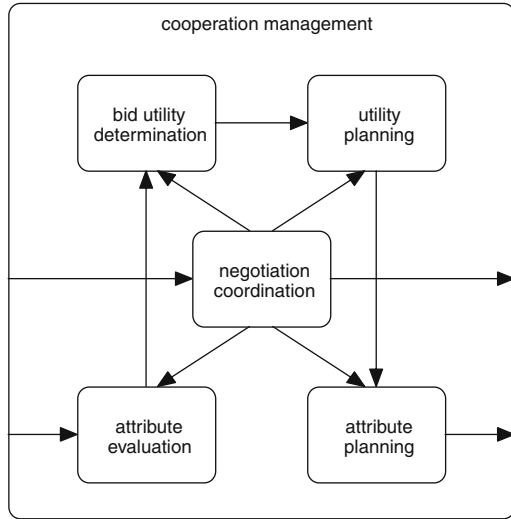 cooperation management
bid utility
determination
utility
planning
negotiation
coordination
attribute
evaluation
attribute
planning